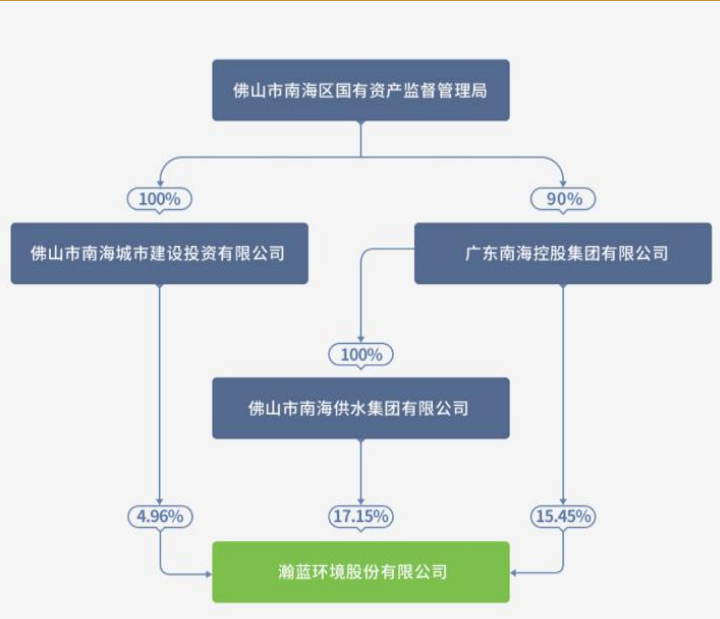 佛山市南海区国有资产监督管理局
100%
90%
佛山市南海城市建设投资有限公司
广东南海控股集团有限公司
100%
佛山市南海供水集团有限公司
4.96%
17.15%
15.45%
瀚蓝环境股份有限公司